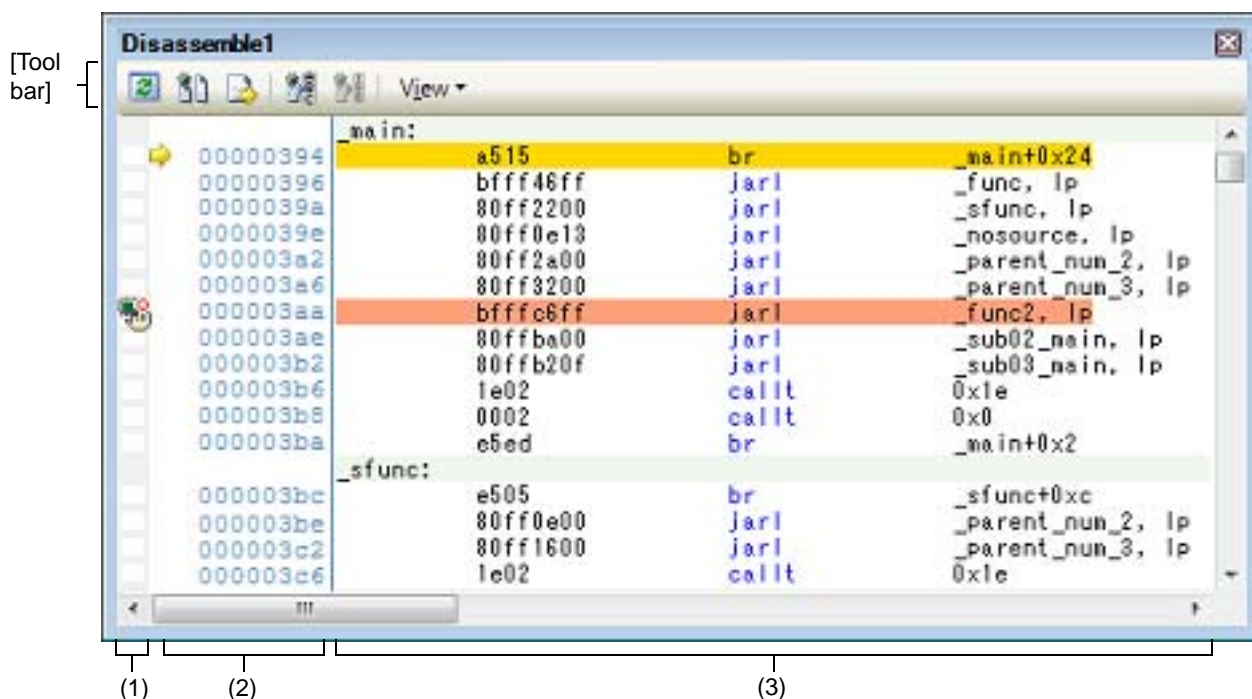 Disassemble1
[Tool
bar]
View
_main:
00000394 a515 br _main+0x24
00000396 bfff46ff jarl _func, lp
0000039a 80ff2200 jarl _sfunc, lp
0000039e 80ff0e13 jarl _nosource, lp
000003a2 80ff2a00 jarl _parent_num_2, lp
000003a6 80ff3200 jarl _parent_num_3, lp
000003aa bfffc6ff jarl _func2, lp
000003ae 80ffba00 jarl _sub02_main, lp
000003b2 80ffb20f jarl _sub03_main, lp
000003b6 1e02 callt 0x1e
000003b8 0002 callt 0x0
000003ba e5ed br _main+0x2
_sfunc:
000003bc e505 br _sfunc+0xc
000003be 80ff0e00 jarl _parent_num_2, lp
000003c2 80ff1600 jarl _parent_num_3, lp
000003c6 1e02 callt 0x1e
(1) (2) (3)